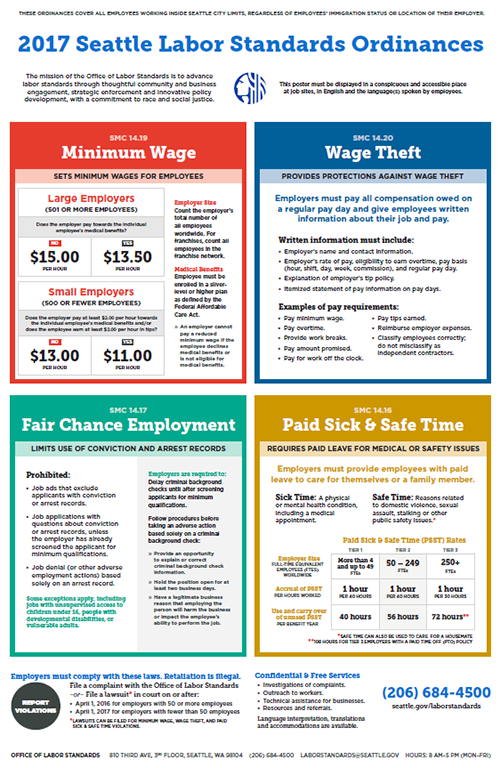 THESE ORDINANCES COVER ALL EMPLOYEES WORKING INSIDE SEATTLE CITY LIMITS, REGARDLESS OF EMPLOYEES' IMMIGRATION STATUS OR LOCATION OF THEIR EMPLOYER.
2017 Seattle Labor Standards Ordinances
The mission of the Office of Labor Standards is to advance
labor standards through thoughtful community and business
engagement, strategic enforcement and innovative policy
development, with a commitment to race and social justice.
This poster must be displayed in a conspicuous and accessible place
at job sites, in English and the language(s) spoken by employees.
SMC 14.19
Minimum Wage
SETS MINIMUM WAGES FOR EMPLOYEES
Large Employers
(501 OR MORE EMPLOYEES)
Does the employer pay towards the individual
employee's medical benefits?
NO
YES
$15.00
$13.50
PER HOUR
PER HOUR
Small Employers
(500 OR FEWER EMPLOYEES)
Does the employer pay at least $2.00 per hour towards
the individual employee's medical benefits and/or
does the employee earn at least $2.00 per hour in tips?
NO
YES
$13.00
$11.00
PER HOUR
PER HOUR
Employer Size
Count the employer's
total number of
all employees
worldwide. For
franchises, count all
employees in the
franchise network.
Medical Benefits
Employee must be
enrolled in a silver-
level or higher plan
as defined by the
Federal Affordable
Care Act.
» An employer cannot
pay a reduced
minimum wage if the
employee declines
medical benefits or
is not eligible for
medical benefits.
SMC 14.20
Wage Theft
PROVIDES PROTECTIONS AGAINST WAGE THEFT
Employers must pay all compensation owed on
a regular pay day and give employees written
information about their job and pay.
Written information must include:
• Employer's name and contact information.
• Employer's rate of pay, eligibility to earn overtime, pay basis
(hour, shift, day, week, commission), and regular pay day.
• Explanation of employer's tip policy.
• Itemized statement of pay information on pay days.
Examples of pay requirements:
• Pay minimum wage.
• Pay overtime.
• Provide work breaks.
• Pay amount promised.
• Pay for work off the clock.
• Pay tips earned.
• Reimburse employer expenses.
• Classify employees correctly;
do not misclassify as
independent contractors.
SMC 14.17
Fair Chance Employment
LIMITS USE OF CONVICTION AND ARREST RECORDS
Prohibited:
• Job ads that exclude
applicants with conviction
or arrest records.
• Job applications with
questions about conviction
or arrest records, unless
the employer has already
screened the applicant for
minimum qualifications.
• Job denial (or other adverse
employment actions) based
solely on an arrest record.
Some exceptions apply, including
jobs with unsupervised access to
children under 16, people with
developmental disabilities, or
vulnerable adults.
Employers are required to:
Delay criminal background
checks until after screening
applicants for minimum
qualifications.
Follow procedures before
taking an adverse action
based solely on a criminal
background check:
» Provide an opportunity
to explain or correct
criminal background check
information.
» Hold the position open for at
least two business days.
» Have a legitimate business
reason that employing the
person will harm the business
or impact the employee's
ability to perform the job.
SMC 14.16
Paid Sick & Safe Time
REQUIRES PAID LEAVE FOR MEDICAL OR SAFETY ISSUES
Employers must provide employees with paid
leave to care for themselves or a family member.
Sick Time: A physical
or mental health condition,
including a medical
appointment.
Safe Time: Reasons related
to domestic violence, sexual
assault, stalking or other
public safety issues.*
Paid Sick & Safe Time (PSST) Rates
TIER 1
TIER 2
TIER 3
Employer Size
FULL-TIME EQUIVALENT
EMPLOYEES (FTES)
WORLDWIDE
More than 4
and up to 49
FTEs
50 – 249
FTEs
250+
FTEs
Accrual of PSST
PER HOURS WORKED
1 hour
PER 40 HOURS
1 hour
PER 40 HOURS
1 hour
PER 30 HOURS
Use and carry over
of unused PSST
PER BENEFIT YEAR
40 hours
56 hours
72 hours**
*SAFE TIME CAN ALSO BE USED TO CARE FOR A HOUSEMATE
**108 HOURS FOR TIER 3 EMPLOYERS WITH A PAID TIME OFF (PTO) POLICY
Employers must comply with these laws. Retaliation is illegal.
REPORT
VIOLATIONS
File a complaint with the Office of Labor Standards
–or– File a lawsuit* in court on or after:
• April 1, 2016 for employers with 50 or more employees
• April 1, 2017 for employers with fewer than 50 employees
*LAWSUITS CAN BE FILED FOR MINIMUM WAGE, WAGE THEFT, AND PAID
SICK & SAFE TIME VIOLATIONS.
Confidential & Free Services
• Investigations of complaints.
• Outreach to workers.
• Technical assistance for businesses.
• Resources and referrals.
Language interpretation, translations
and accommodations are available.
(206) 684-4500
seattle.gov/laborstandards
OFFICE OF LABOR STANDARDS 810 THIRD AVE, 3RD FLOOR, SEATTLE, WA 98104 (206) 684-4500 LABORSTANDARDS@SEATTLE.GOV HOURS: 8 AM–5 PM (MON-FRI)